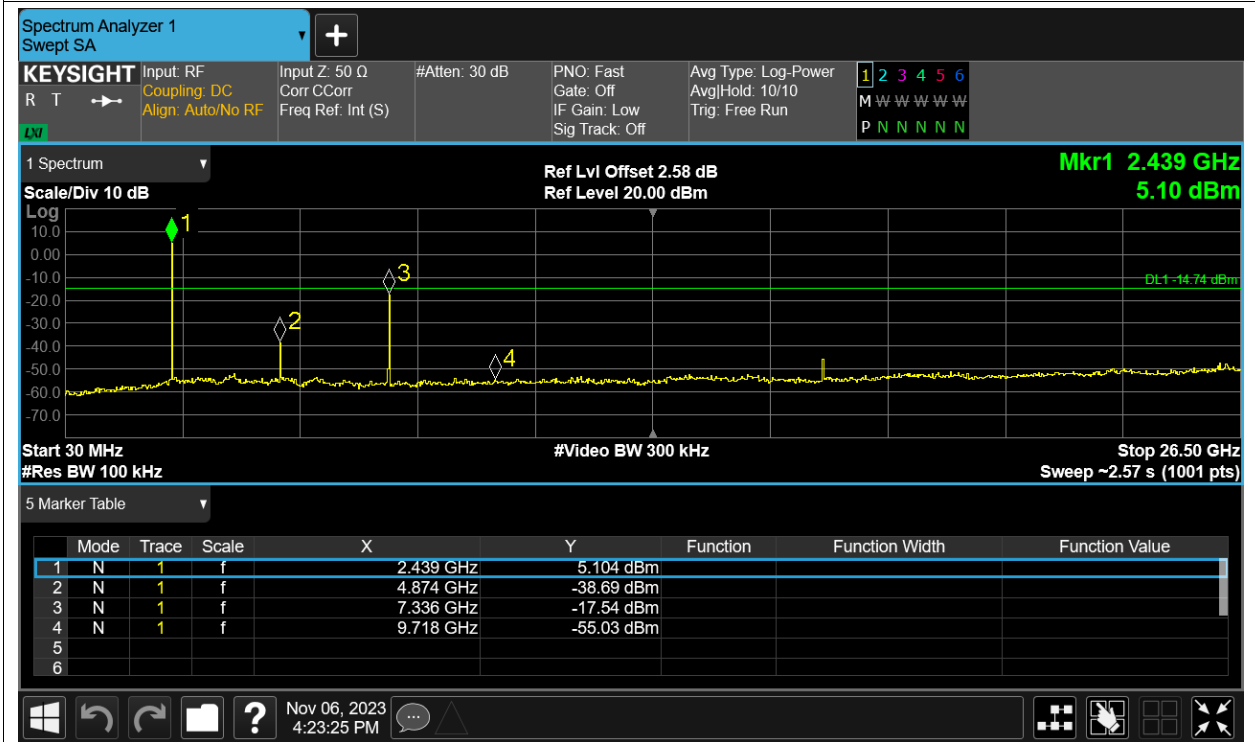 Spectrum Analyzer 1
Swept SA
+
KEYSIGHT Input: RF Input Z: 50 Ω #Atten: 30 dB PNO: Fast Avg Type: Log-Power 1 2 3 4 5 6
R T Coupling: DC Corr CCorr Gate: Off Avg|Hold: 10/10 M W W W W W
Align: Auto/No RF Freq Ref: Int (S) IF Gain: Low Trig: Free Run
LXI Sig Track: Off P N N N N N
1 Spectrum
Ref Lvl Offset 2.58 dB Mkr1 2.439 GHz
Scale/Div 10 dB Ref Level 20.00 dBm 5.10 dBm
Log
1
10.0
0.00
3
-10.0
DL1 -14.74 dBm
-20.0
2
-30.0
-40.0
4
-50.0
-60.0
-70.0
Start 30 MHz #Video BW 300 kHz Stop 26.50 GHz
#Res BW 100 kHz Sweep ~2.57 s (1001 pts)
5 Marker Table
Mode Trace Scale X Y Function Function Width Function Value
1 N 1 f 2.439 GHz 5.104 dBm
2 N 1 f 4.874 GHz -38.69 dBm
3 N 1 f 7.336 GHz -17.54 dBm
4 N 1 f 9.718 GHz -55.03 dBm
5
6
? Nov 06, 2023
4:23:25 PM